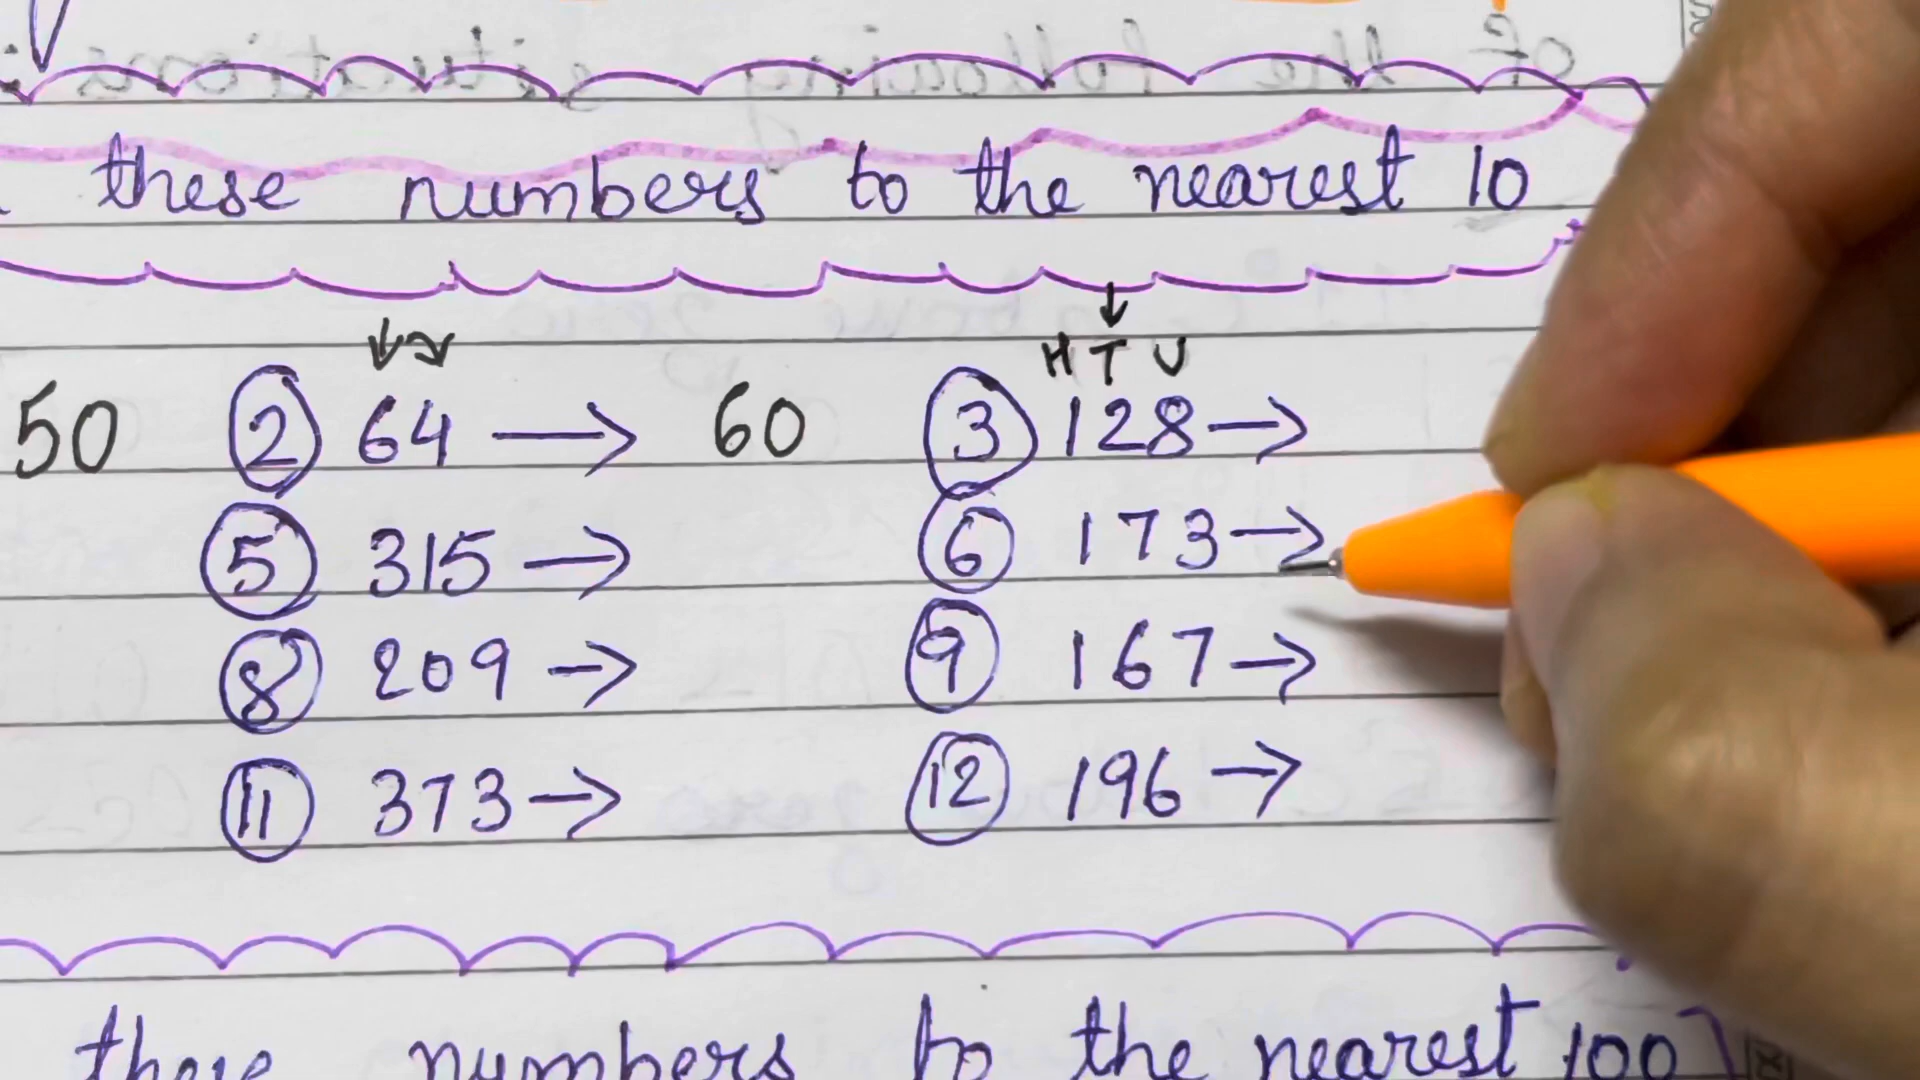 these numbers to the nearest 10
H T U
50 2 64 → 60 3 128 →
5 315 → 6 173 →
8 209 → 9 167 →
11 373 → 12 196 →
these numbers to the nearest 100